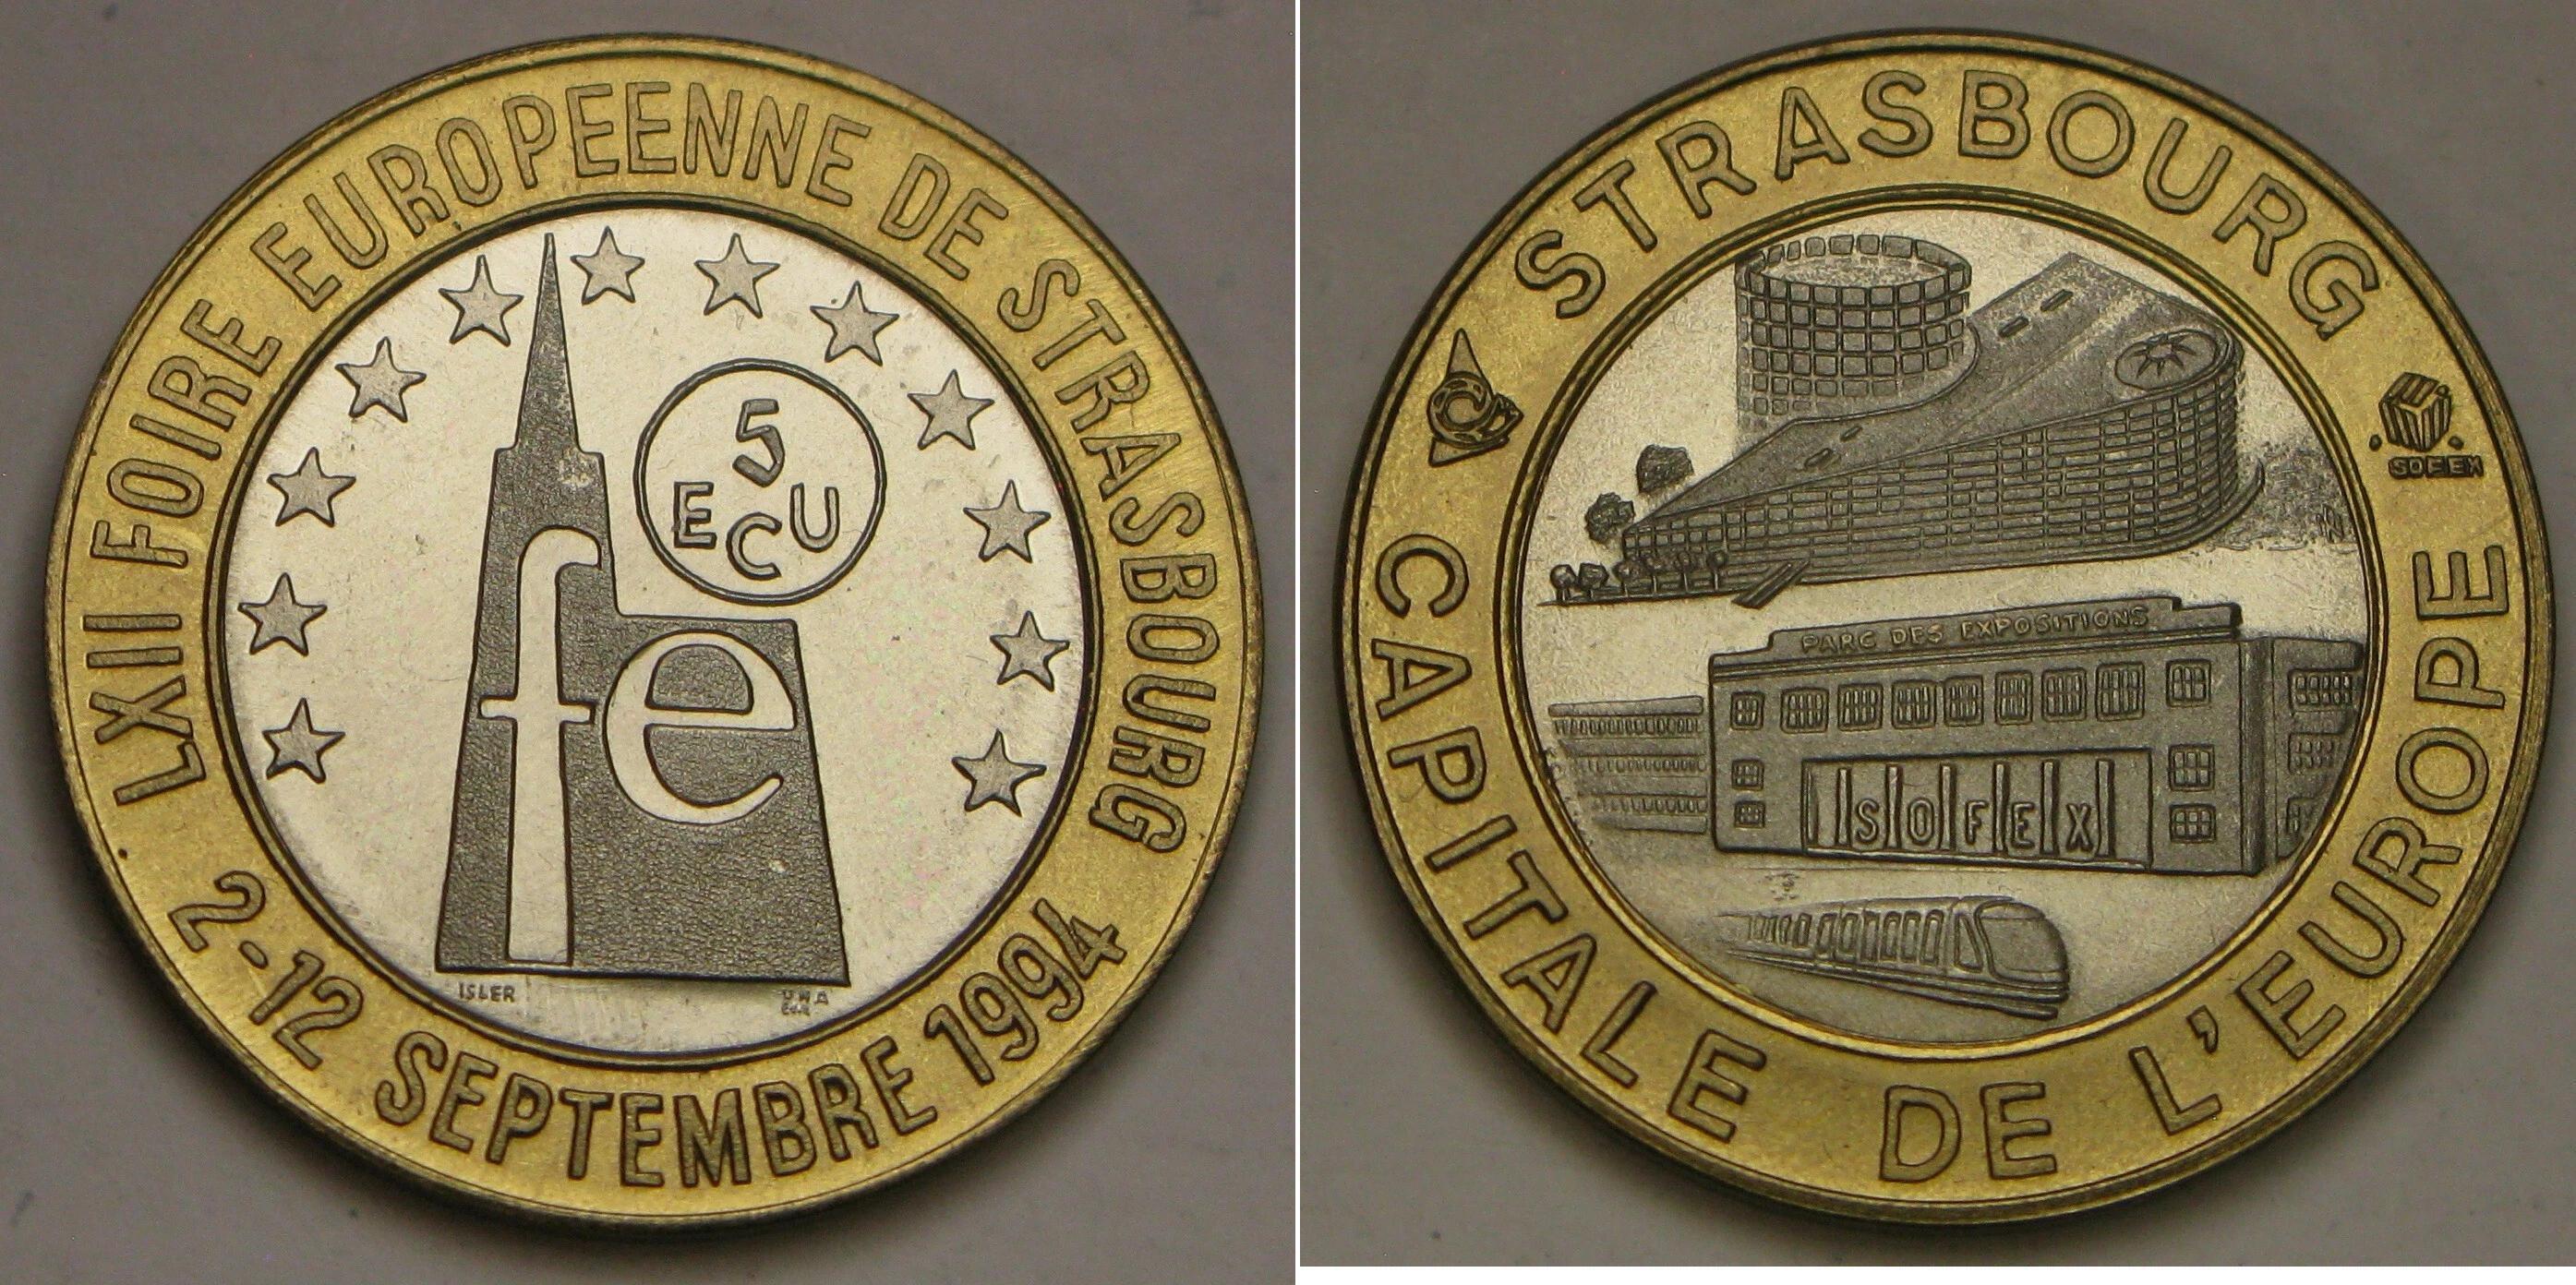 LXII FOIRE EUROPEENNE DE STRASBOURG
5
ECU
fe
ISLER
2-12 SEPTEMBRE 1994
STRASBOURG
SOFEX
PARC DES EXPOSITIONS
SOFEX
CAPITALE DE L'EUROPE